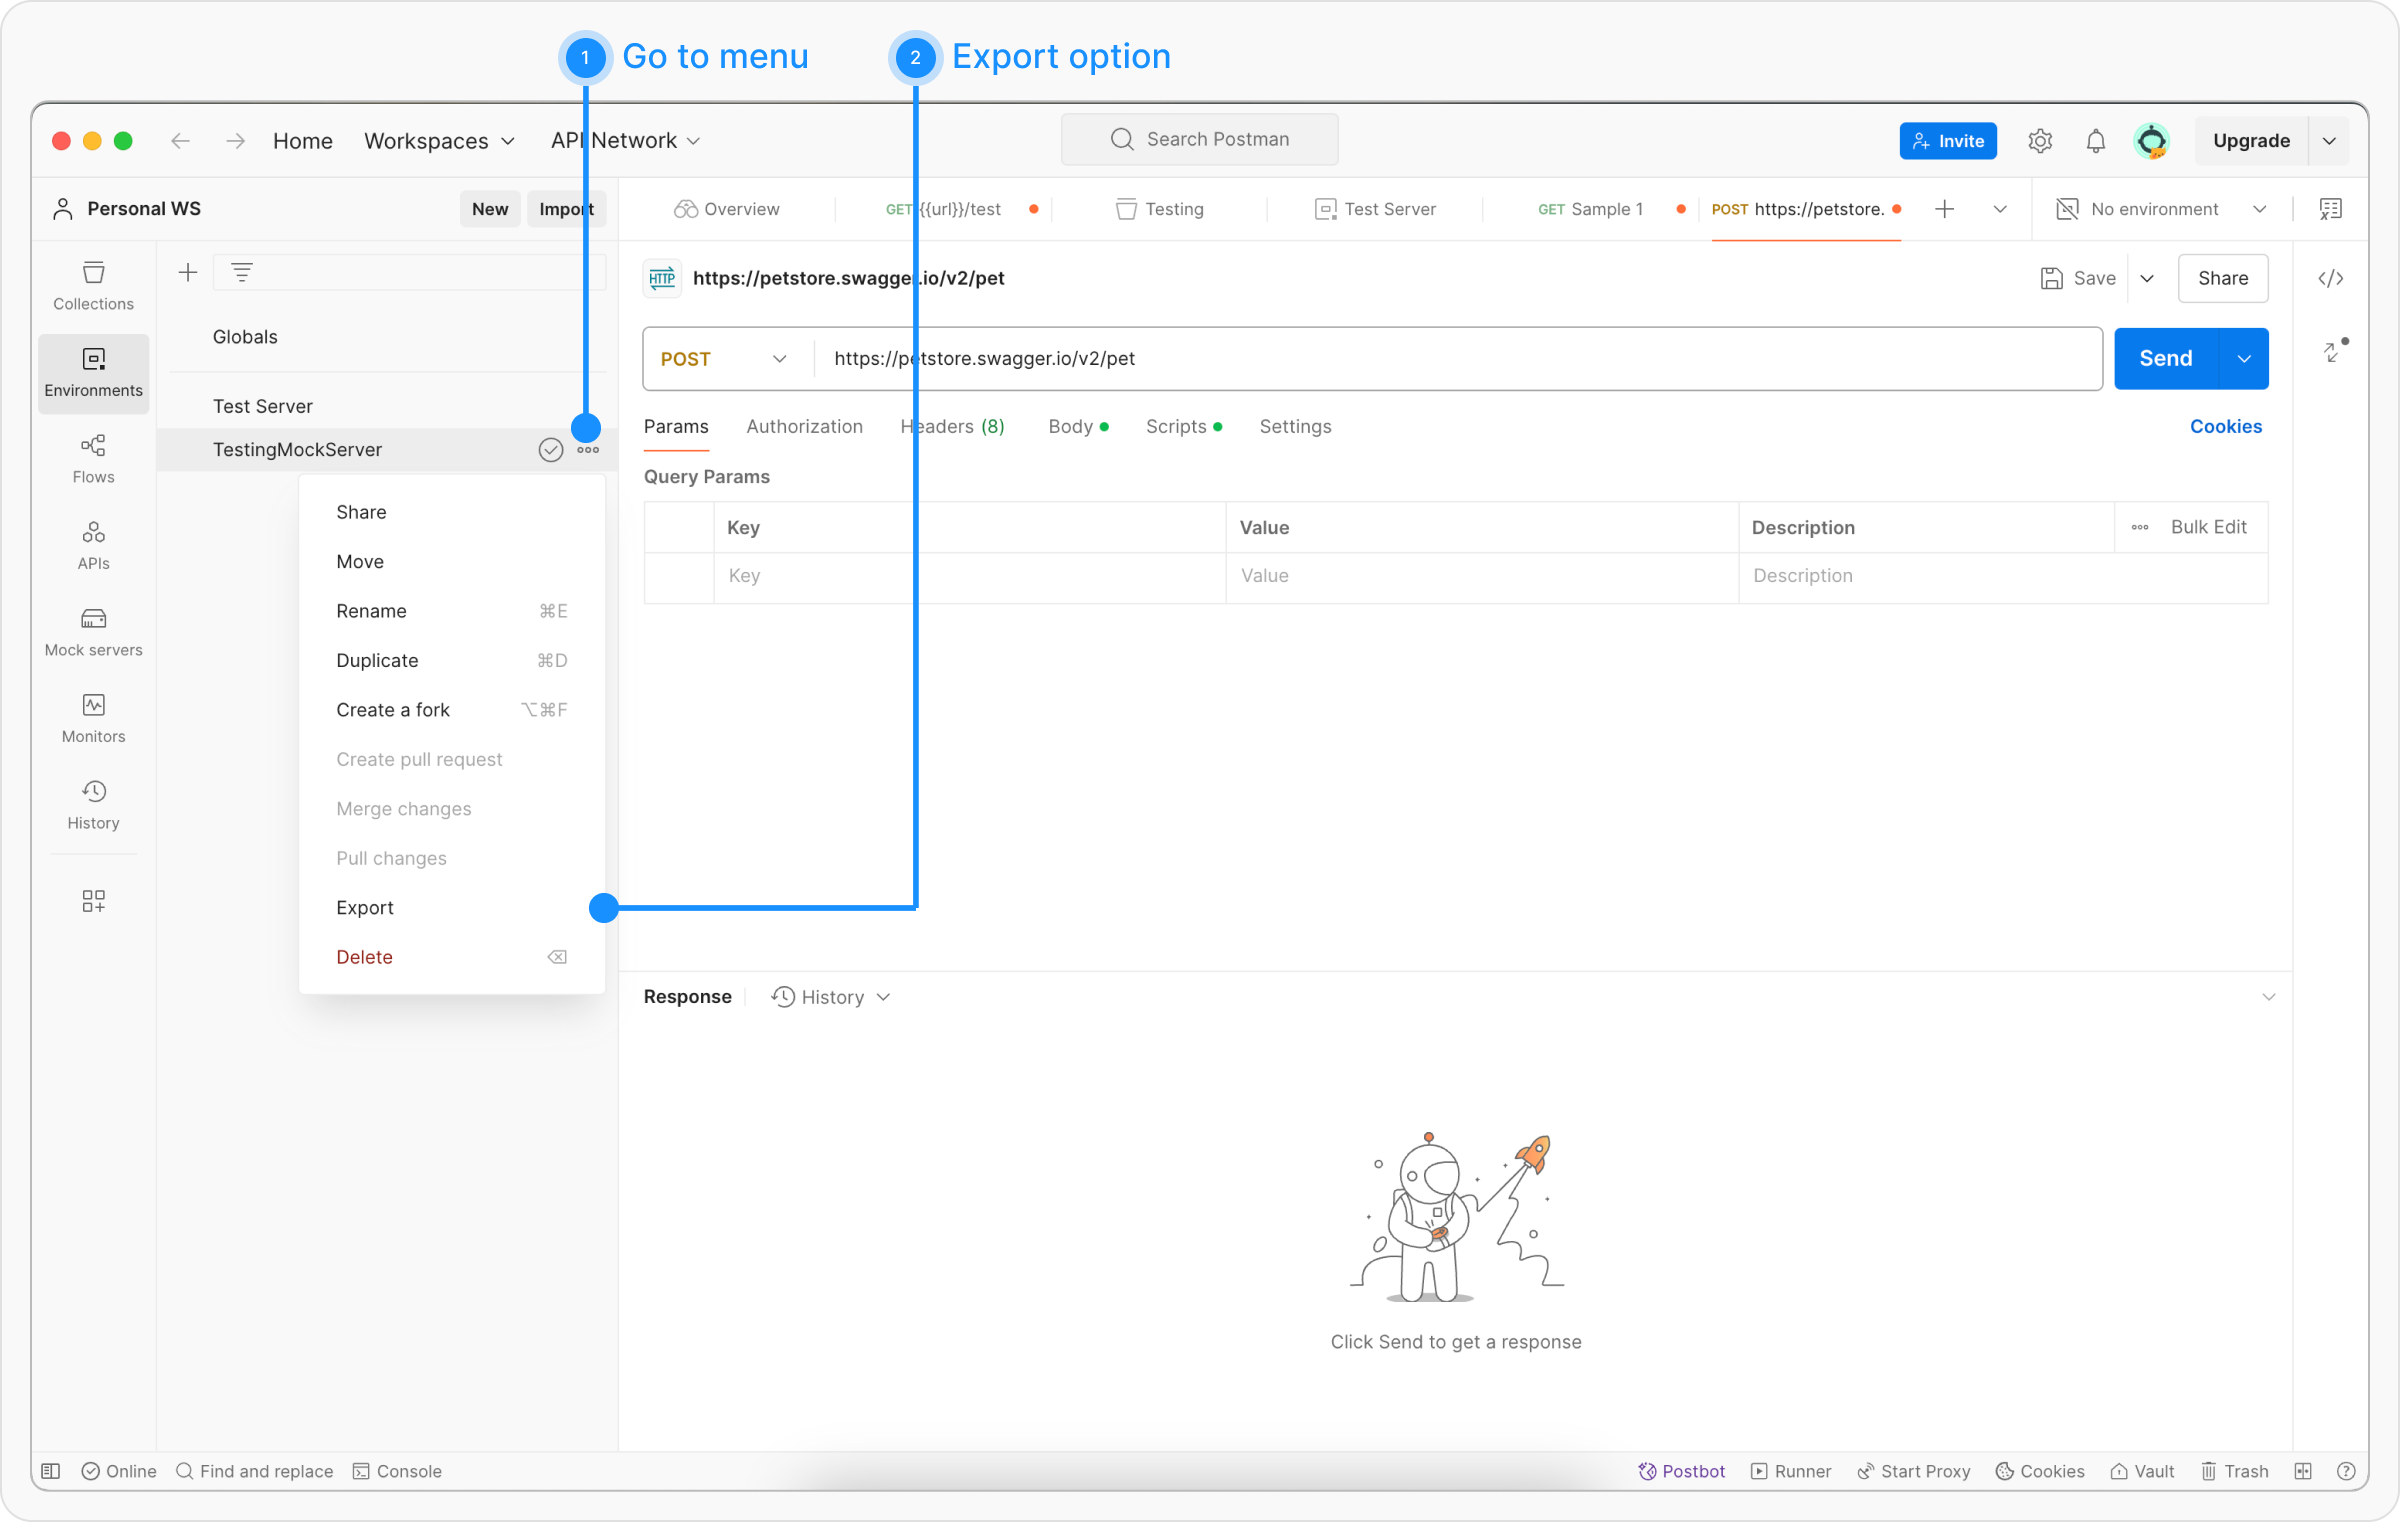 1 Go to menu
2 Export option
Home Workspaces API Network
Search Postman
Invite
Upgrade
Personal WS
New Import
Overview
GET {{url}}/test
Testing
Test Server
GET Sample 1
POST https://petstore.
No environment
Collections
Environments
Flows
APIs
Mock servers
Monitors
History
Globals
Test Server
TestingMockServer
Share
Move
Rename ⌘E
Duplicate ⌘D
Create a fork ⌥⌘F
Create pull request
Merge changes
Pull changes
Export
Delete
HTTP https://petstore.swagger.io/v2/pet
Save
Share
POST https://petstore.swagger.io/v2/pet
Send
Params Authorization Headers (8) Body Scripts Settings
Cookies
Query Params
Key Value Description Bulk Edit
Key Value Description
Response History
Click Send to get a response
Online Find and replace Console
Postbot Runner Start Proxy Cookies Vault Trash